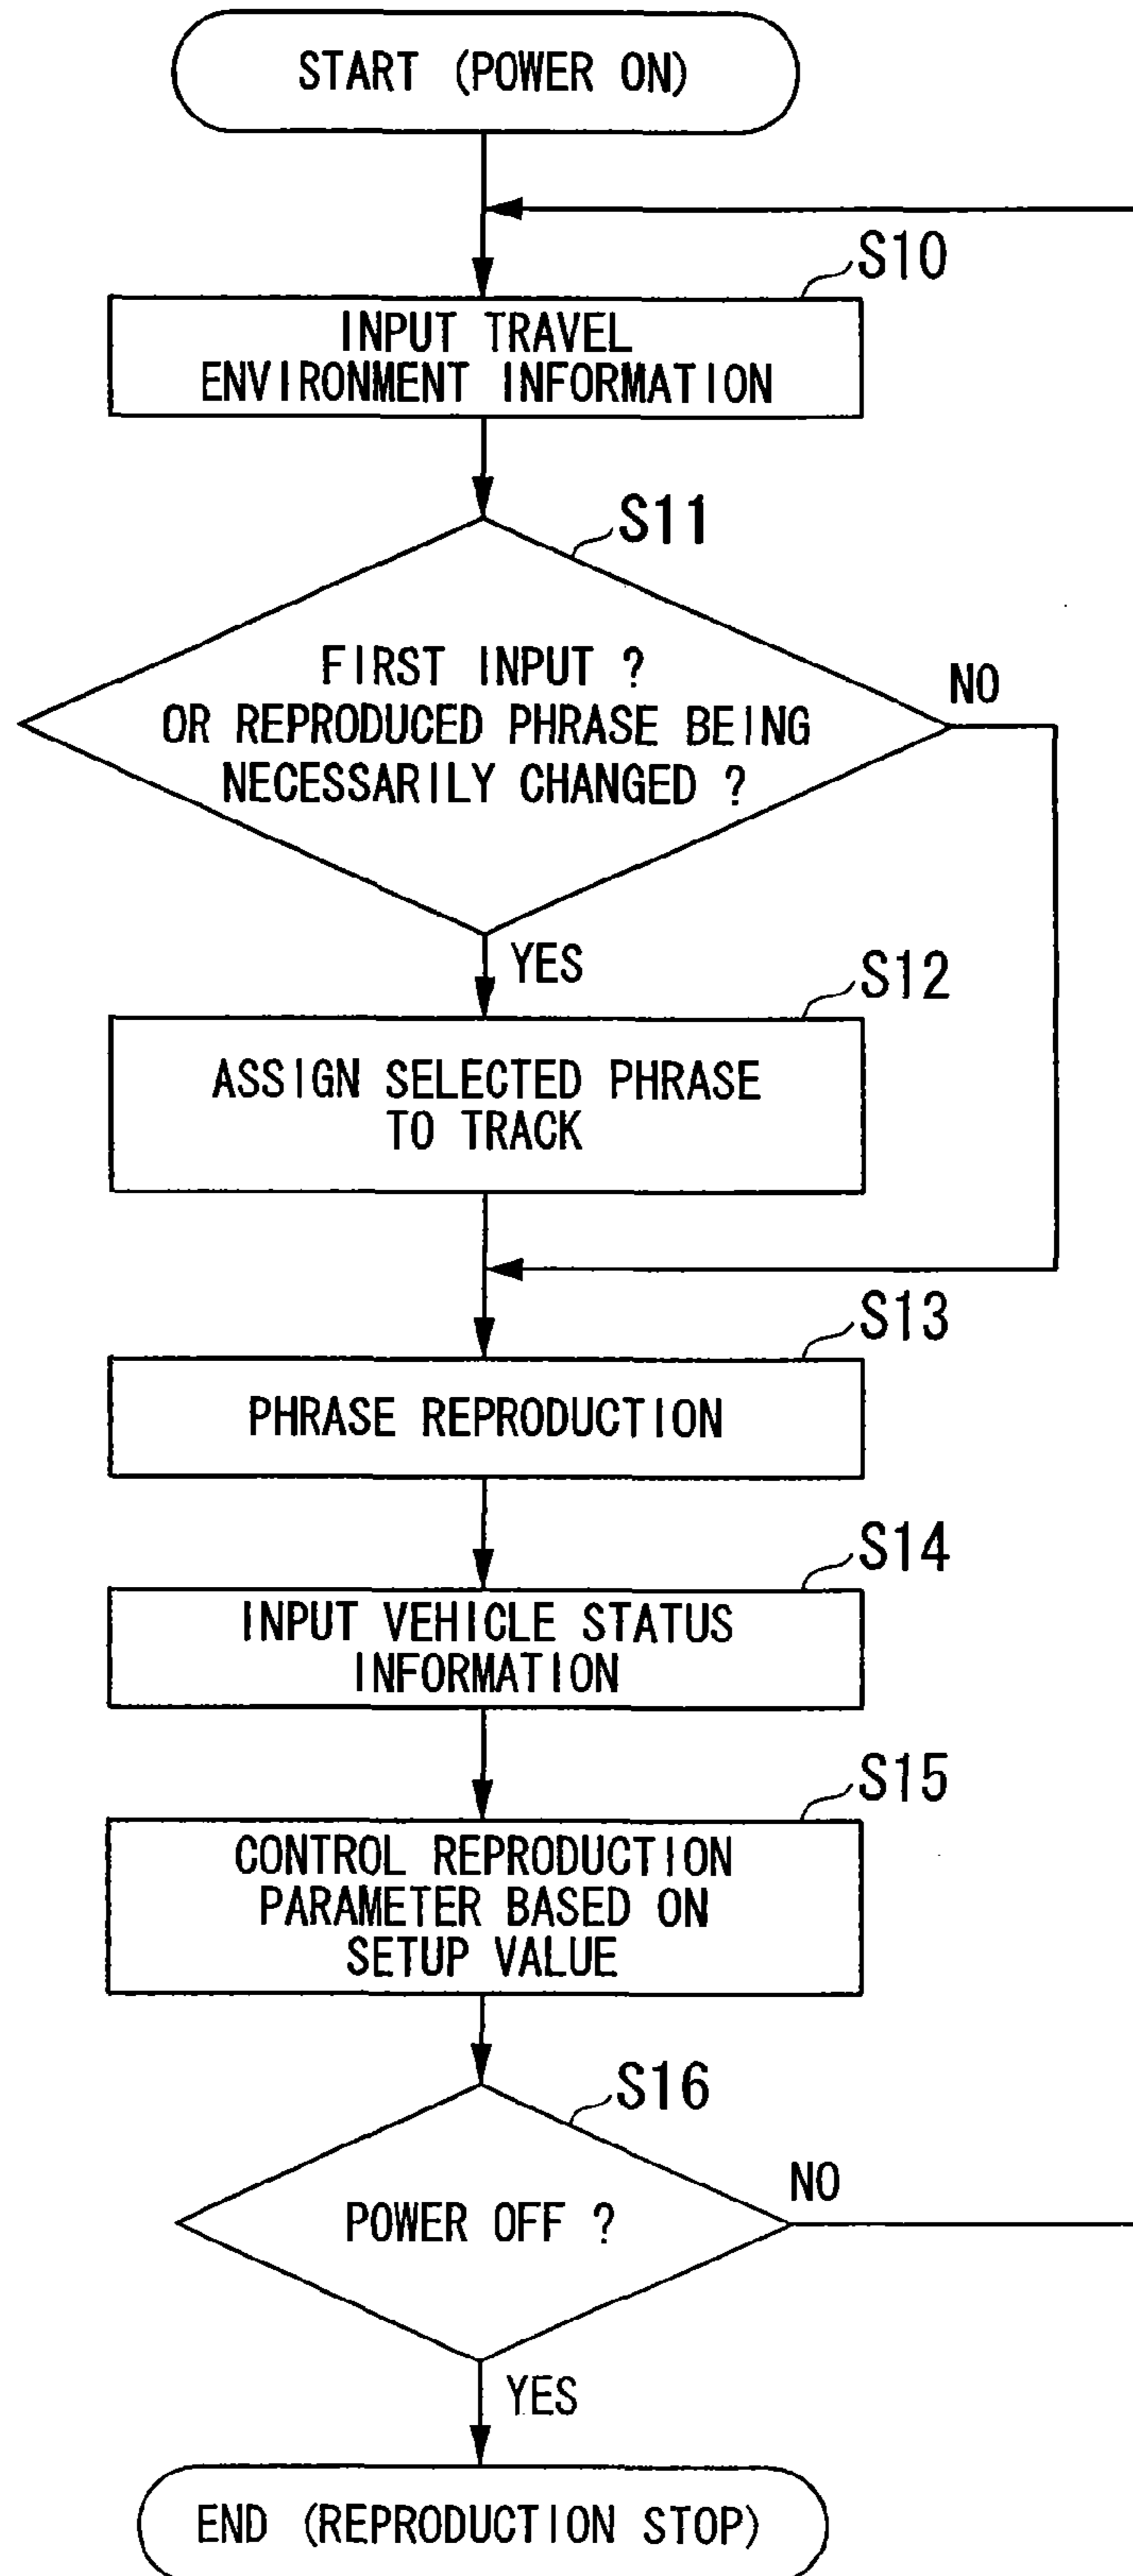 START (POWER ON)
S10
INPUT TRAVEL
ENVIRONMENT INFORMATION
S11
FIRST INPUT ?
OR REPRODUCED PHRASE BEING
NECESSARILY CHANGED ?
NO
YES
S12
ASSIGN SELECTED PHRASE
TO TRACK
S13
PHRASE REPRODUCTION
S14
INPUT VEHICLE STATUS
INFORMATION
S15
CONTROL REPRODUCTION
PARAMETER BASED ON
SETUP VALUE
S16
POWER OFF ?
NO
YES
END (REPRODUCTION STOP)